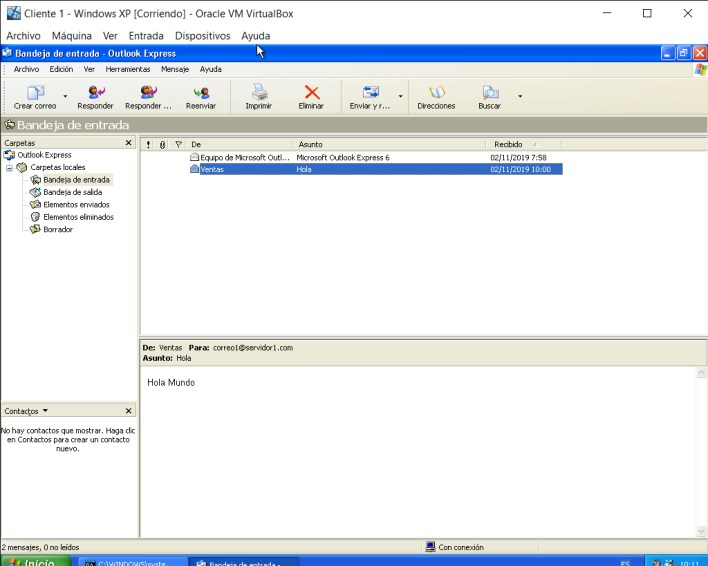 Cliente 1 - Windows XP [Corriendo] - Oracle VM VirtualBox
Archivo Máquina Ver Entrada Dispositivos Ayuda
Bandeja de entrada - Outlook Express
Archivo Edición Ver Herramientas Mensaje Ayuda
Crear correo Responder Responder ... Reenviar Imprimir Eliminar Enviar y r... Direcciones Buscar
Bandeja de entrada
Carpetas
Outlook Express
Carpetas locales
Bandeja de entrada
Bandeja de salida
Elementos enviados
Elementos eliminados
Borrador
De Asunto Recibido
Equipo de Microsoft Outl... Microsoft Outlook Express 6 02/11/2019 7:58
Ventas Hola 02/11/2019 10:00
De: Ventas Para: correo1@servidor1.com
Asunto: Hola
Hola Mundo
Contactos
No hay contactos que mostrar. Haga clic
en Contactos para crear un contacto
nuevo.
2 mensajes, 0 no leídos Con conexión
Inicio C:\WINDOWS\syste... Bandeja de entrada - ... ES 10:11